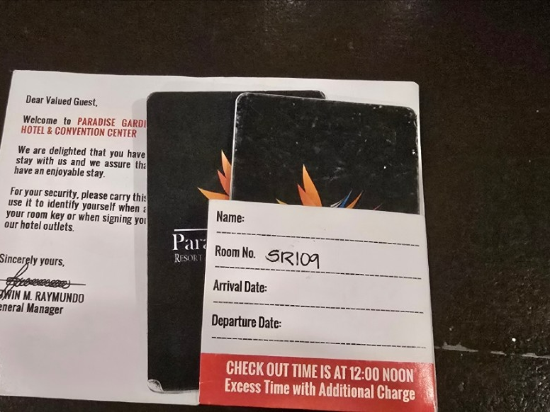 Dear Valued Guest,
Welcome to PARADISE GARD
HOTEL & CONVENTION CENTER
We are delighted that you have
stay with us and we assure
have an enjoyable stay.
For your security, please carry this
use it to identify yourself when
your room key or when signing
our hotel outlets.
Sincerely yours,
WIN M. RAYMUNDO
eneral Manager
Para
RESORT
Name:
Room No. SR109
Arrival Date:
Departure Date:
CHECK OUT TIME IS AT 12:00 NOON
Excess Time with Additional Charge